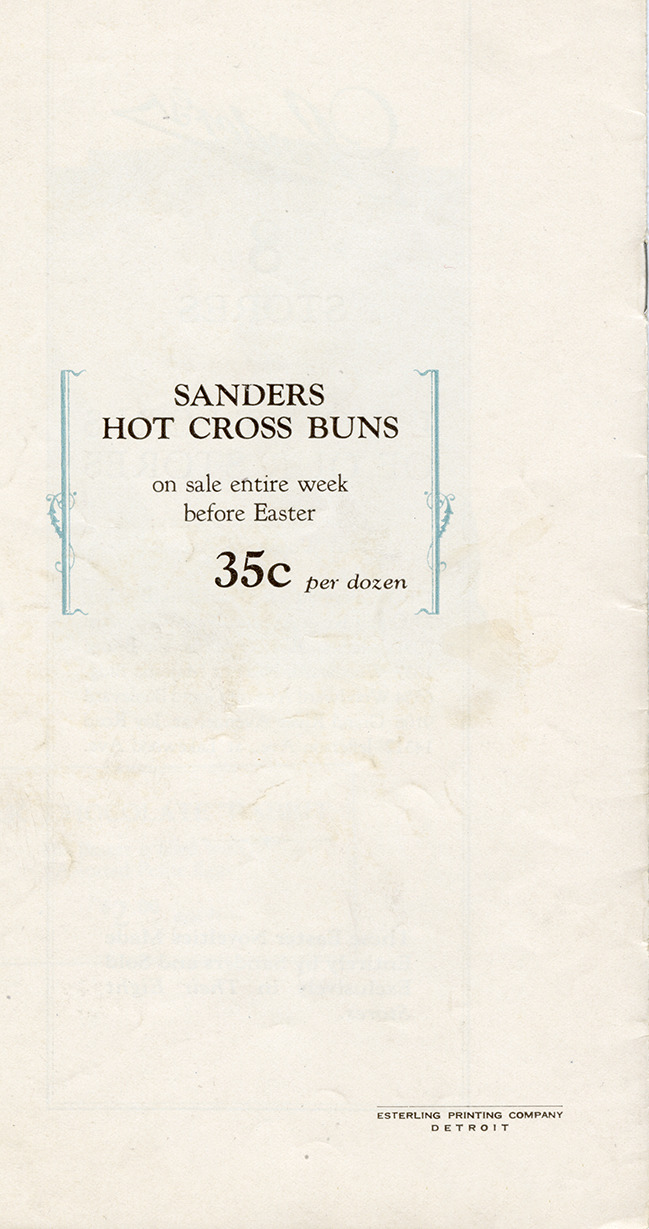 SANDERS
HOT CROSS BUNS
on sale entire week
before Easter
35c per dozen
ESTERLING PRINTING COMPANY
DETROIT